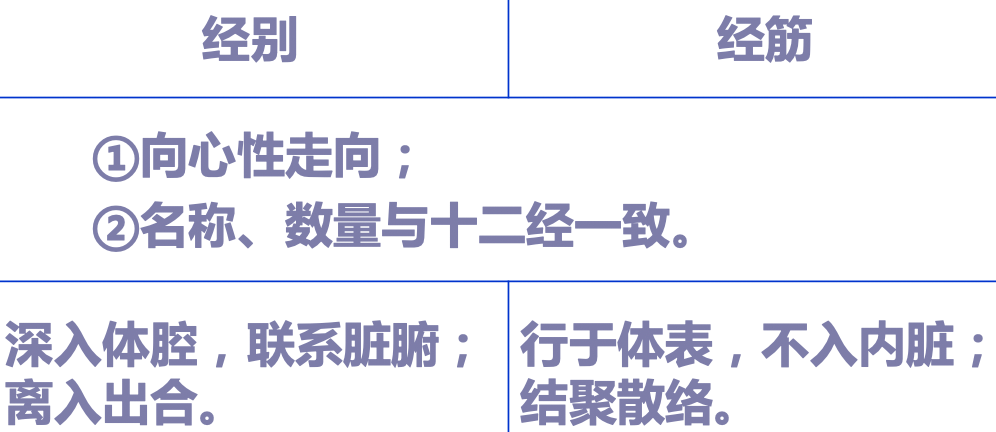 经别
经筋
①向心性走向；
②名称、数量与十二经一致。
深入体腔，联系脏腑；
离入出合。
行于体表，不入内脏；
结聚散络。